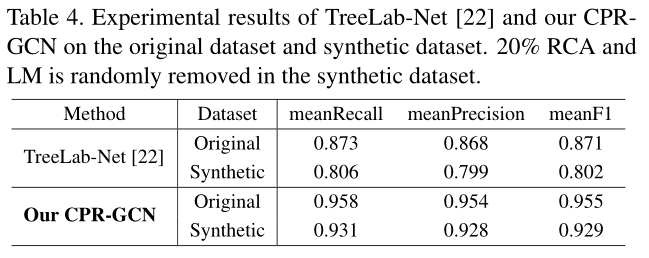 Table 4. Experimental results of TreeLab-Net [22] and our CPR-
GCN on the original dataset and synthetic dataset. 20% RCA and
LM is randomly removed in the synthetic dataset.
Method Dataset meanRecall meanPrecision meanF1
TreeLab-Net [22] Original 0.873 0.868 0.871
Synthetic 0.806 0.799 0.802
Our CPR-GCN Original 0.958 0.954 0.955
Synthetic 0.931 0.928 0.929